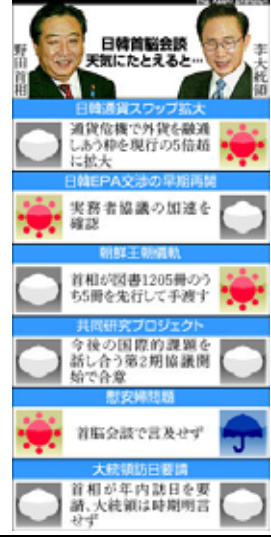 日韓首脳会談
天気にたとえると…
野田首相
李大統領
日韓通貨スワップ拡大
通貨危機で外貨を融通
しあう枠を現行の5倍超
に拡大
日韓EPA交渉の早期再開
実務者協議の加速を
確認
朝鮮王朝儀軌
首相が図書1205冊のう
ち5冊を先行して手渡す
共同研究プロジェクト
今後の国際的課題を
話し合う第2期協議開
始で合意
慰安婦問題
首脳会談で言及せず
大統領訪日要請
首相が年内訪日を要
請、大統領は時期明言
せず